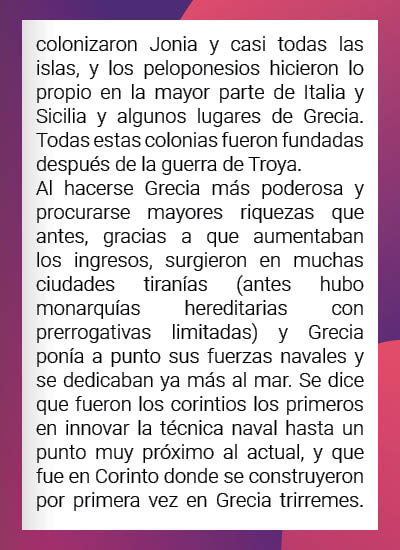 colonizaron Jonia y casi todas las
islas, y los peloponesios hicieron lo
propio en la mayor parte de Italia y
Sicilia y algunos lugares de Grecia.
Todas estas colonias fueron fundadas
después de la guerra de Troya.
Al hacerse Grecia más poderosa y
procurarse mayores riquezas que
antes, gracias a que aumentaban
los ingresos, surgieron en muchas
ciudades tiranías (antes hubo
monarquías hereditarias con
prerrogativas limitadas) y Grecia
ponía a punto sus fuerzas navales y
se dedicaban ya más al mar. Se dice
que fueron los corintios los primeros
en innovar la técnica naval hasta un
punto muy próximo al actual, y que
fue en Corinto donde se construyeron
por primera vez en Grecia trirremes.